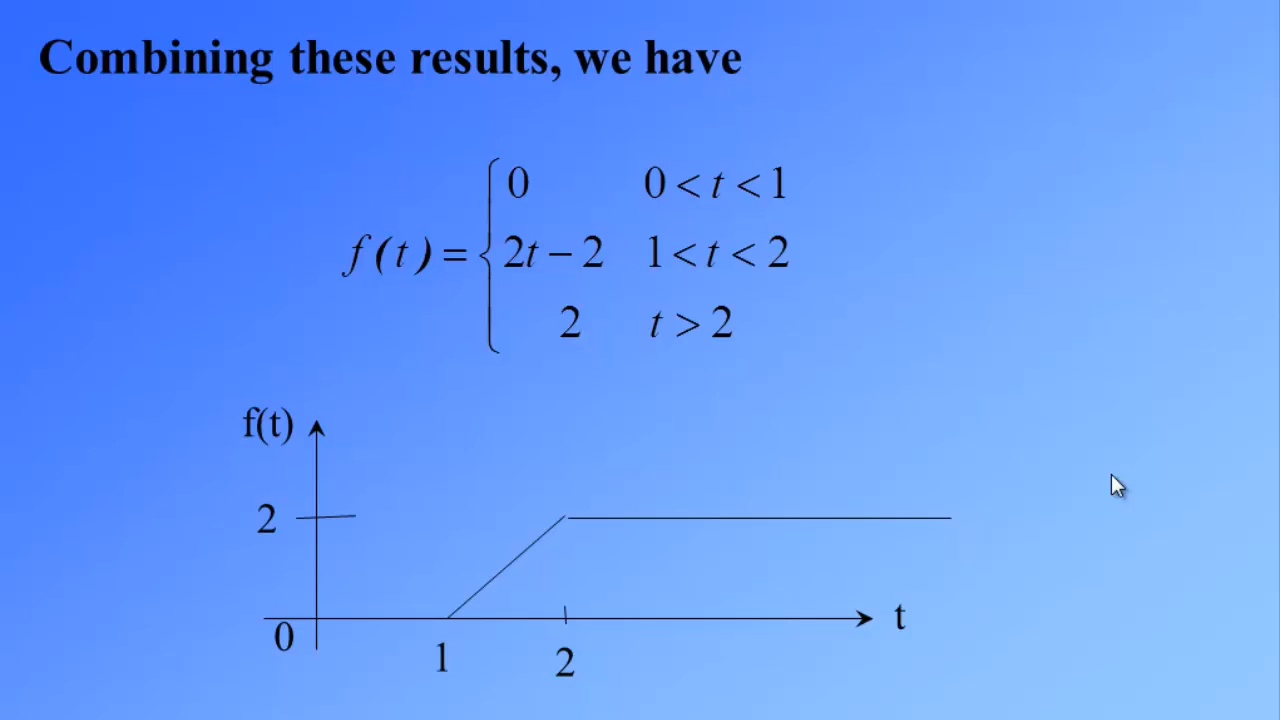 Combining these results, we have
0 0 < t < 1
f (t) = { 2t − 2 1 < t < 2
2 t > 2
f(t)
2
0
1
2
t